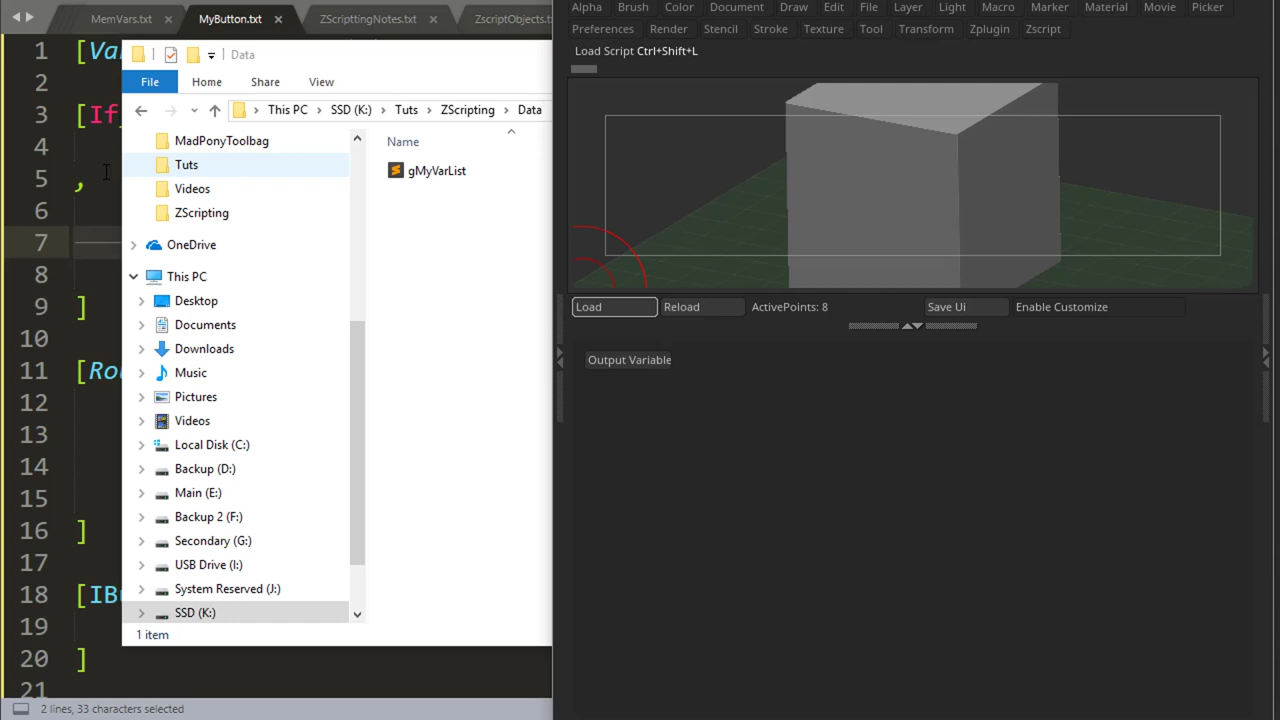 MemVars.txt × MyButton.txt × ZScripttingNotes.txt × ZscriptObjects.txt
1 [Va
2
3 [If
4
5 ,
6
7
8
9 ]
10
11 [Ro
12
13
14
15
16 ]
17
18 [IB
19
20 ]
21
2 lines, 33 characters selected
Data
File Home Share View
This PC > SSD (K:) > Tuts > ZScripting > Data
MadPonyToolbag
Tuts
Videos
ZScripting
OneDrive
This PC
Desktop
Documents
Downloads
Music
Pictures
Videos
Local Disk (C:)
Backup (D:)
Main (E:)
Backup 2 (F:)
Secondary (G:)
USB Drive (I:)
System Reserved (J:)
SSD (K:)
1 item
Name
gMyVarList
Alpha Brush Color Document Draw Edit File Layer Light Macro Marker Material Movie Picker
Preferences Render Stencil Stroke Texture Tool Transform Zplugin Zscript
Load Script Ctrl+Shift+L
Load Reload ActivePoints: 8 Save Ui Enable Customize
Output Variable